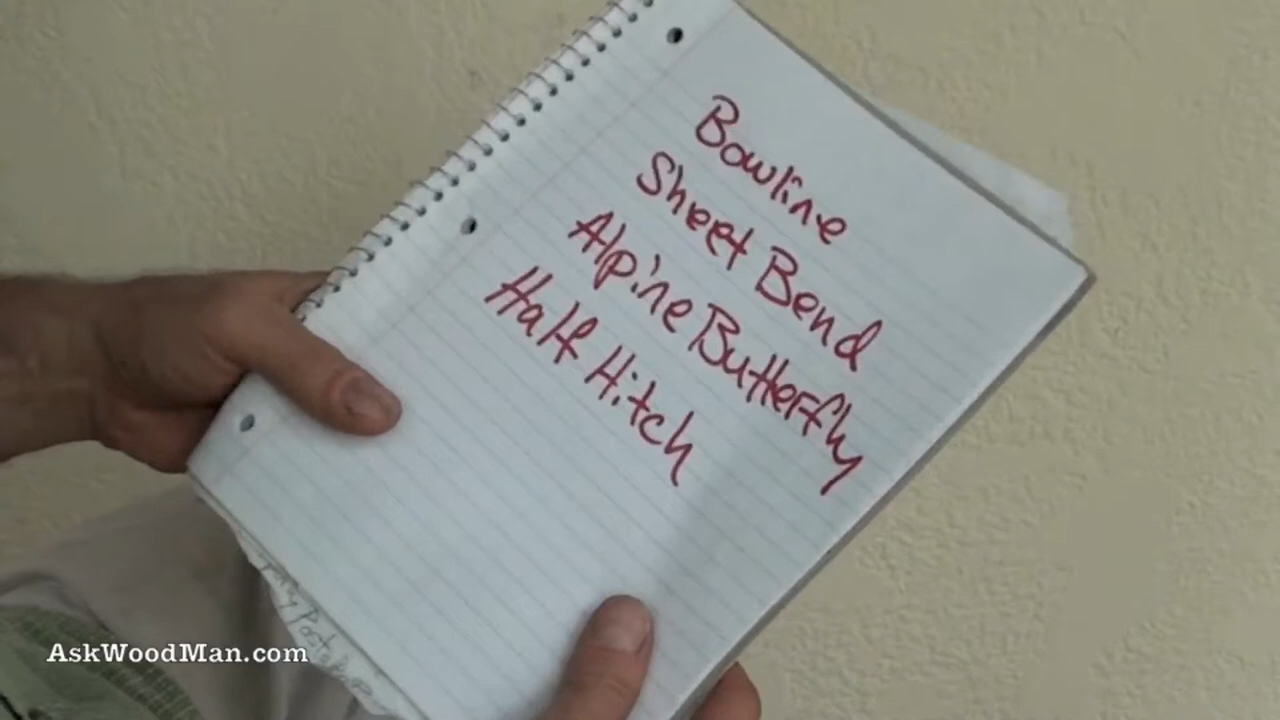 Bowline
Sheet Bend
Alpine Butterfly
Half Hitch
AskWoodMan.com